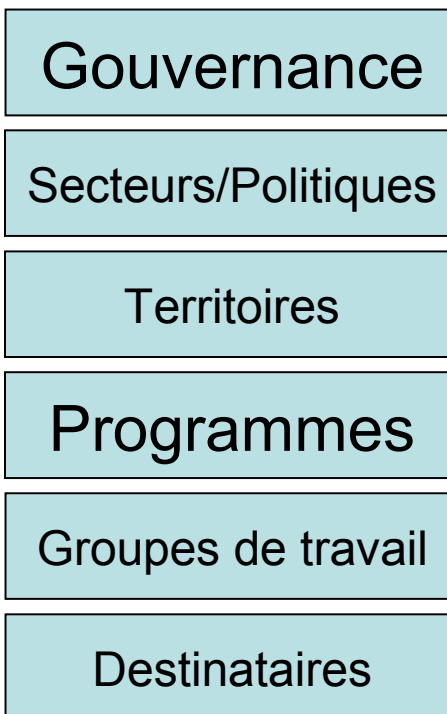 Gouvernance
Secteurs/Politiques
Territoires
Programmes
Groupes de travail
Destinataires